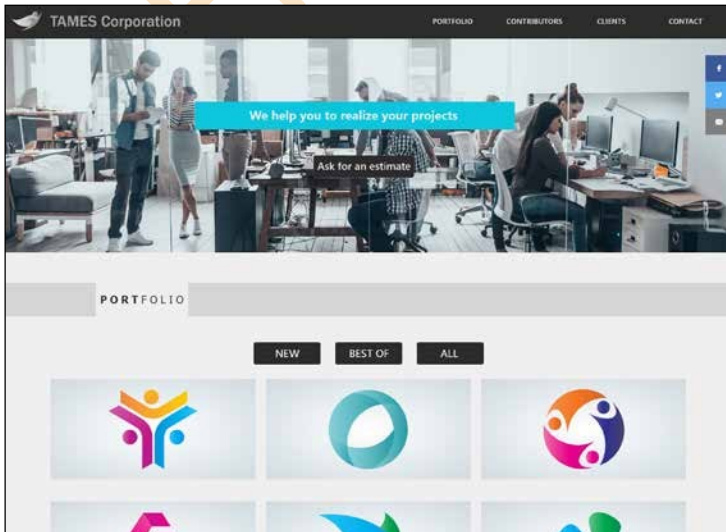 TAMES Corporation
PORTFOLIO CONTRIBUTORS CLIENTS CONTACT
We help you to realize your projects
Ask for an estimate
PORTFOLIO
NEW BEST OF ALL